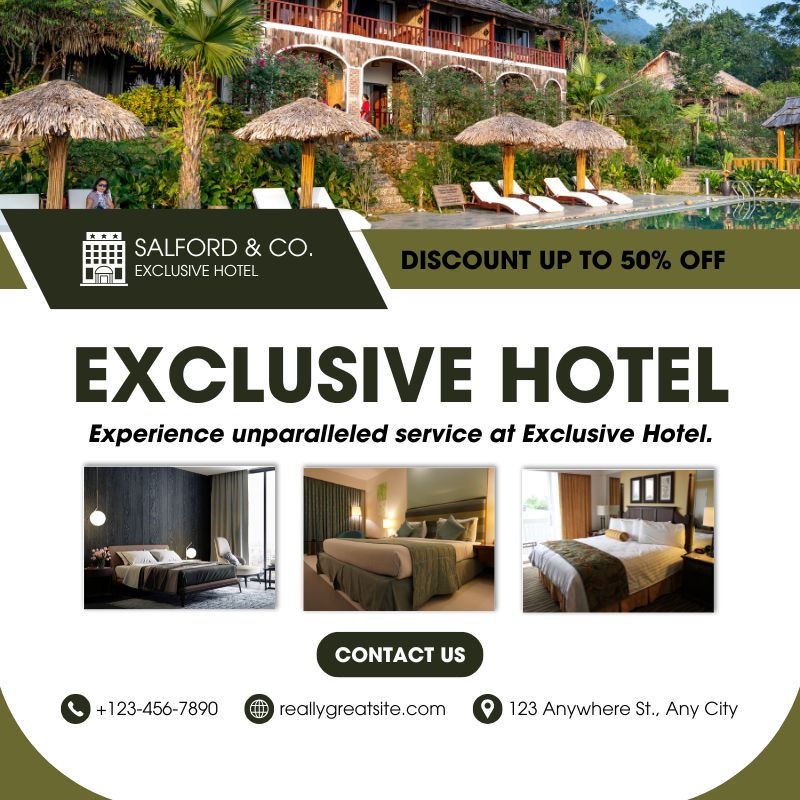 SALFORD & CO.
EXCLUSIVE HOTEL
DISCOUNT UP TO 50% OFF
EXCLUSIVE HOTEL
Experience unparalleled service at Exclusive Hotel.
CONTACT US
+123-456-7890
reallygreatsite.com
123 Anywhere St., Any City